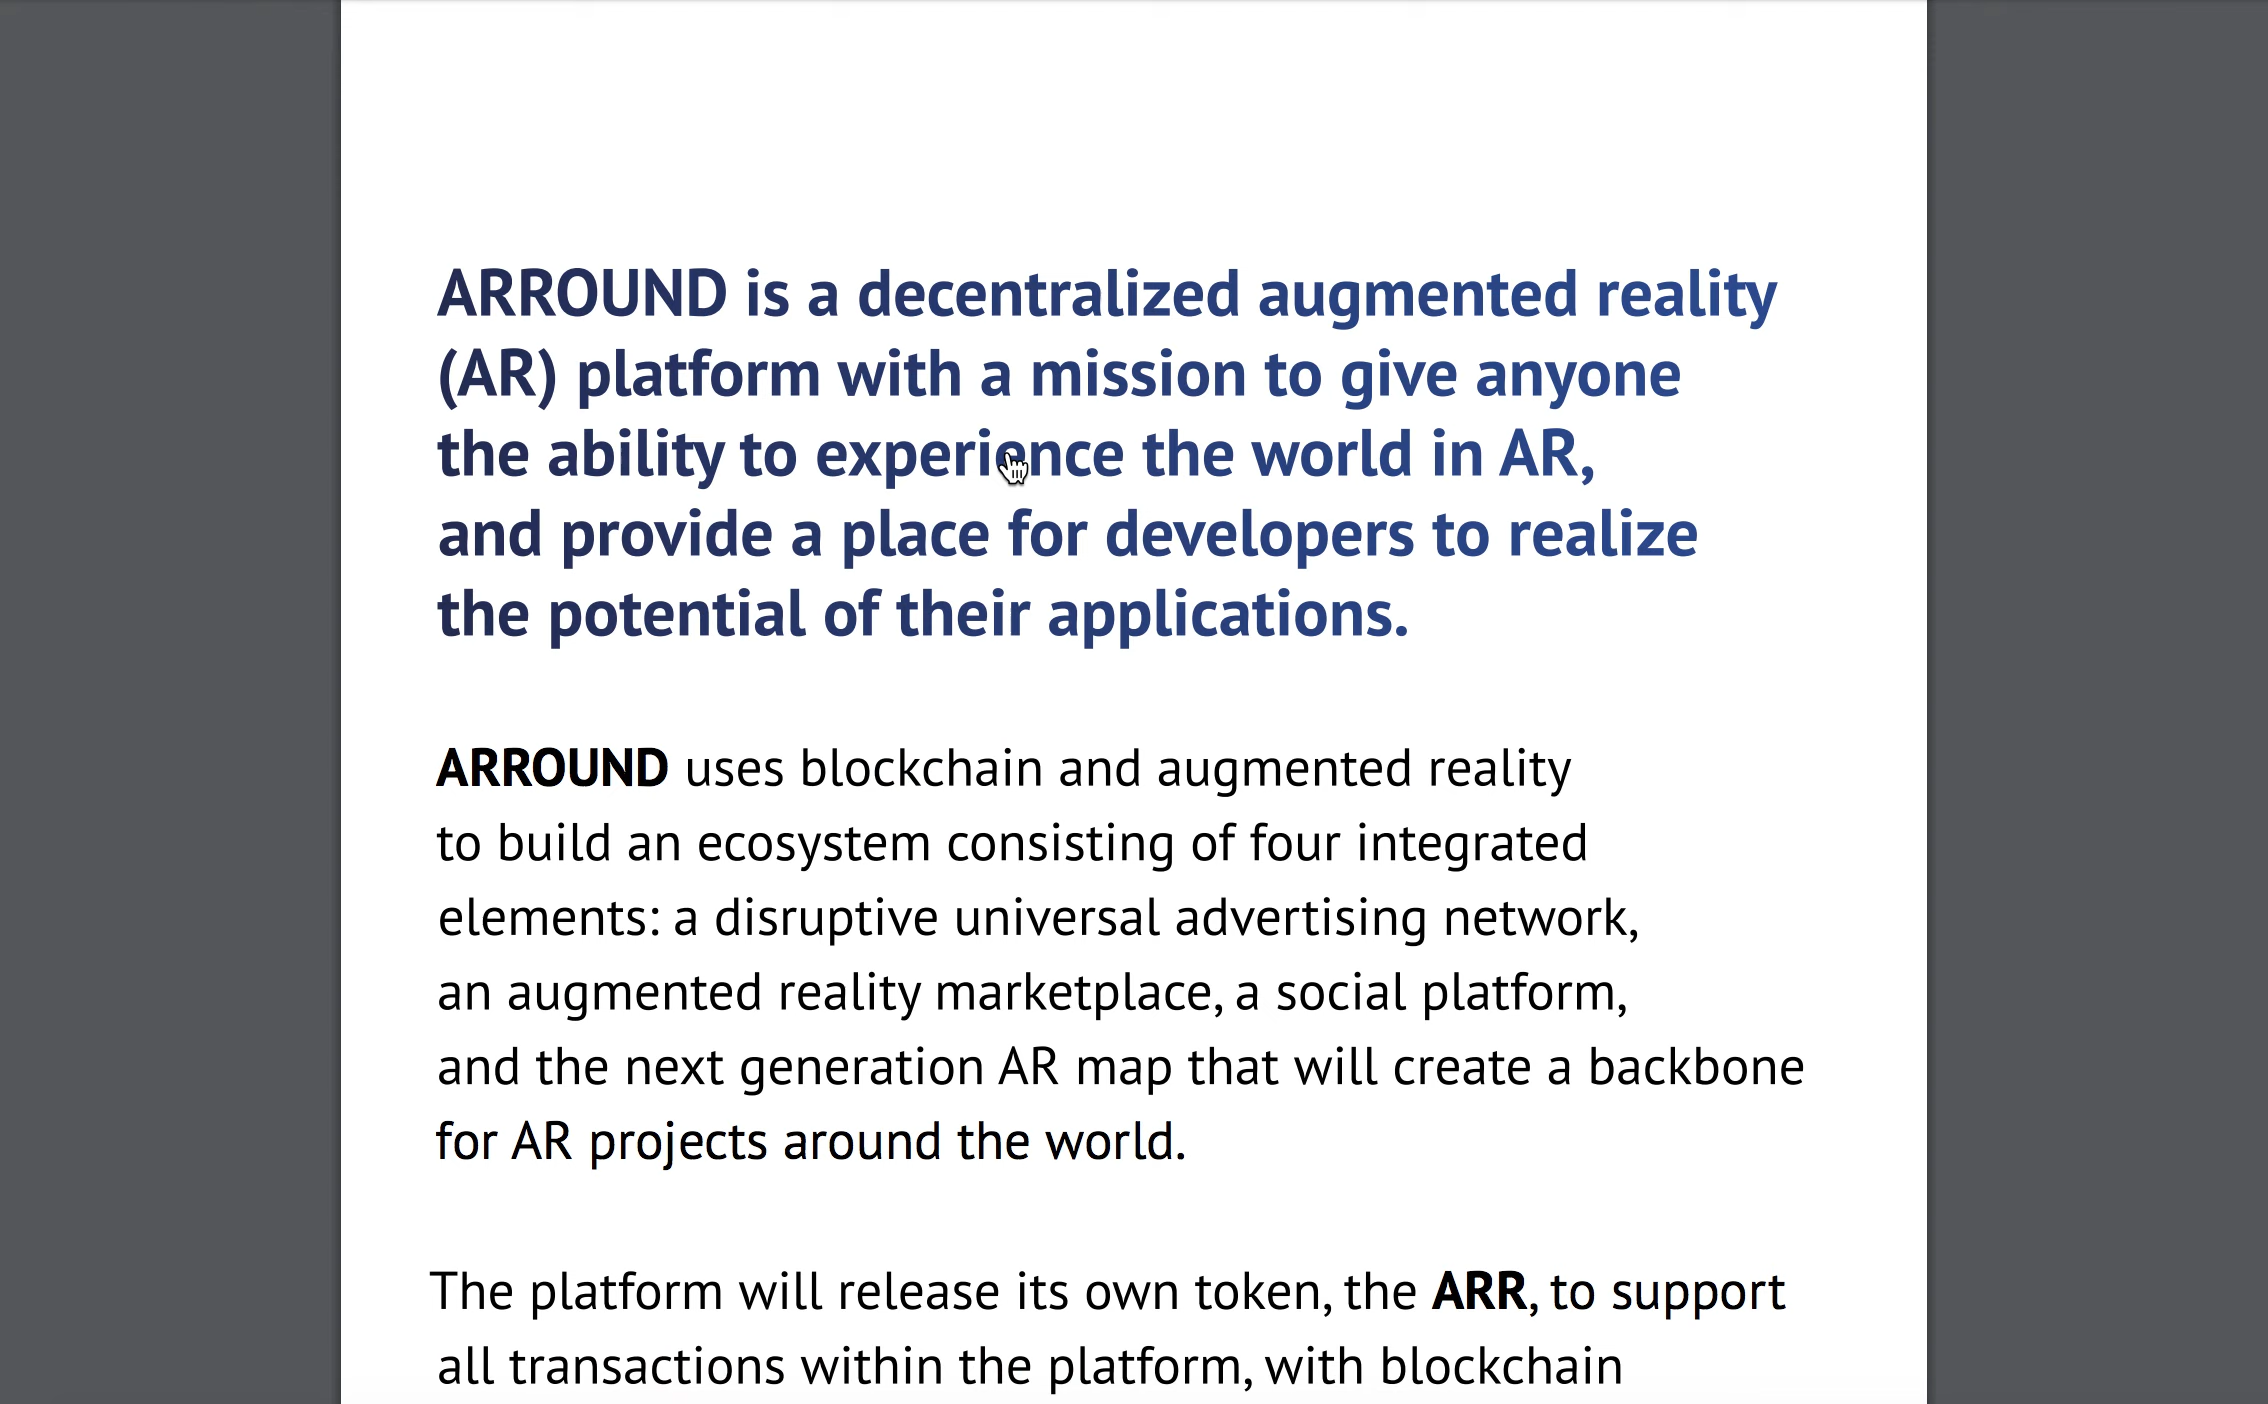 ARROUND is a decentralized augmented reality
(AR) platform with a mission to give anyone
the ability to experience the world in AR,
and provide a place for developers to realize
the potential of their applications.
ARROUND uses blockchain and augmented reality
to build an ecosystem consisting of four integrated
elements: a disruptive universal advertising network,
an augmented reality marketplace, a social platform,
and the next generation AR map that will create a backbone
for AR projects around the world.
The platform will release its own token, the ARR, to support
all transactions within the platform, with blockchain